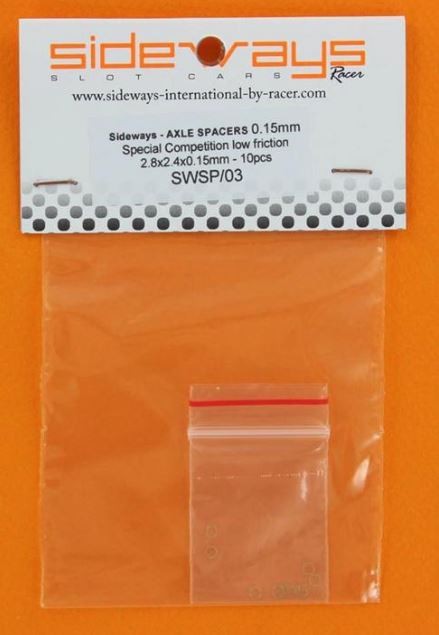 sideways
SLOT CARS Racer
www.sideways-international-by-racer.com
Sideways - AXLE SPACERS 0.15mm
Special Competition low friction
2.8x2.4x0.15mm - 10pcs
SWSP/03